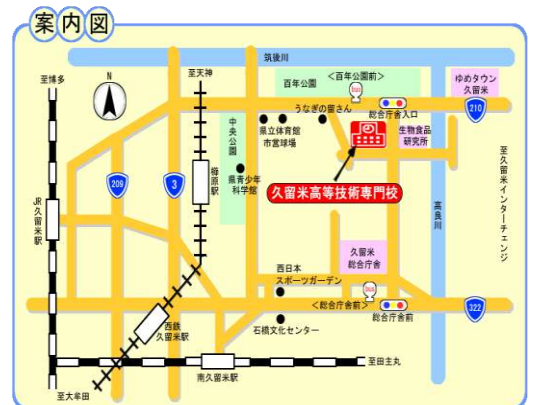 案内図
筑後川
至博多
N
至天神
百年公園
＜百年公園前＞
bus
ゆめタウン
久留米
210
うなぎの留さん
総合庁舎入口
中央公園
県立体育館
市営球場
生物食品
研究所
209
3
櫛原駅
県青少年
科学館
久留米高等技術専門校
JR久留米駅
高良川
至久留米インターチェンジ
久留米
総合庁舎
西日本
スポーツガーデン
bus
＜総合庁舎前＞
総合庁舎前
322
西鉄
久留米駅
石橋文化センター
南久留米駅
至田主丸
至大牟田